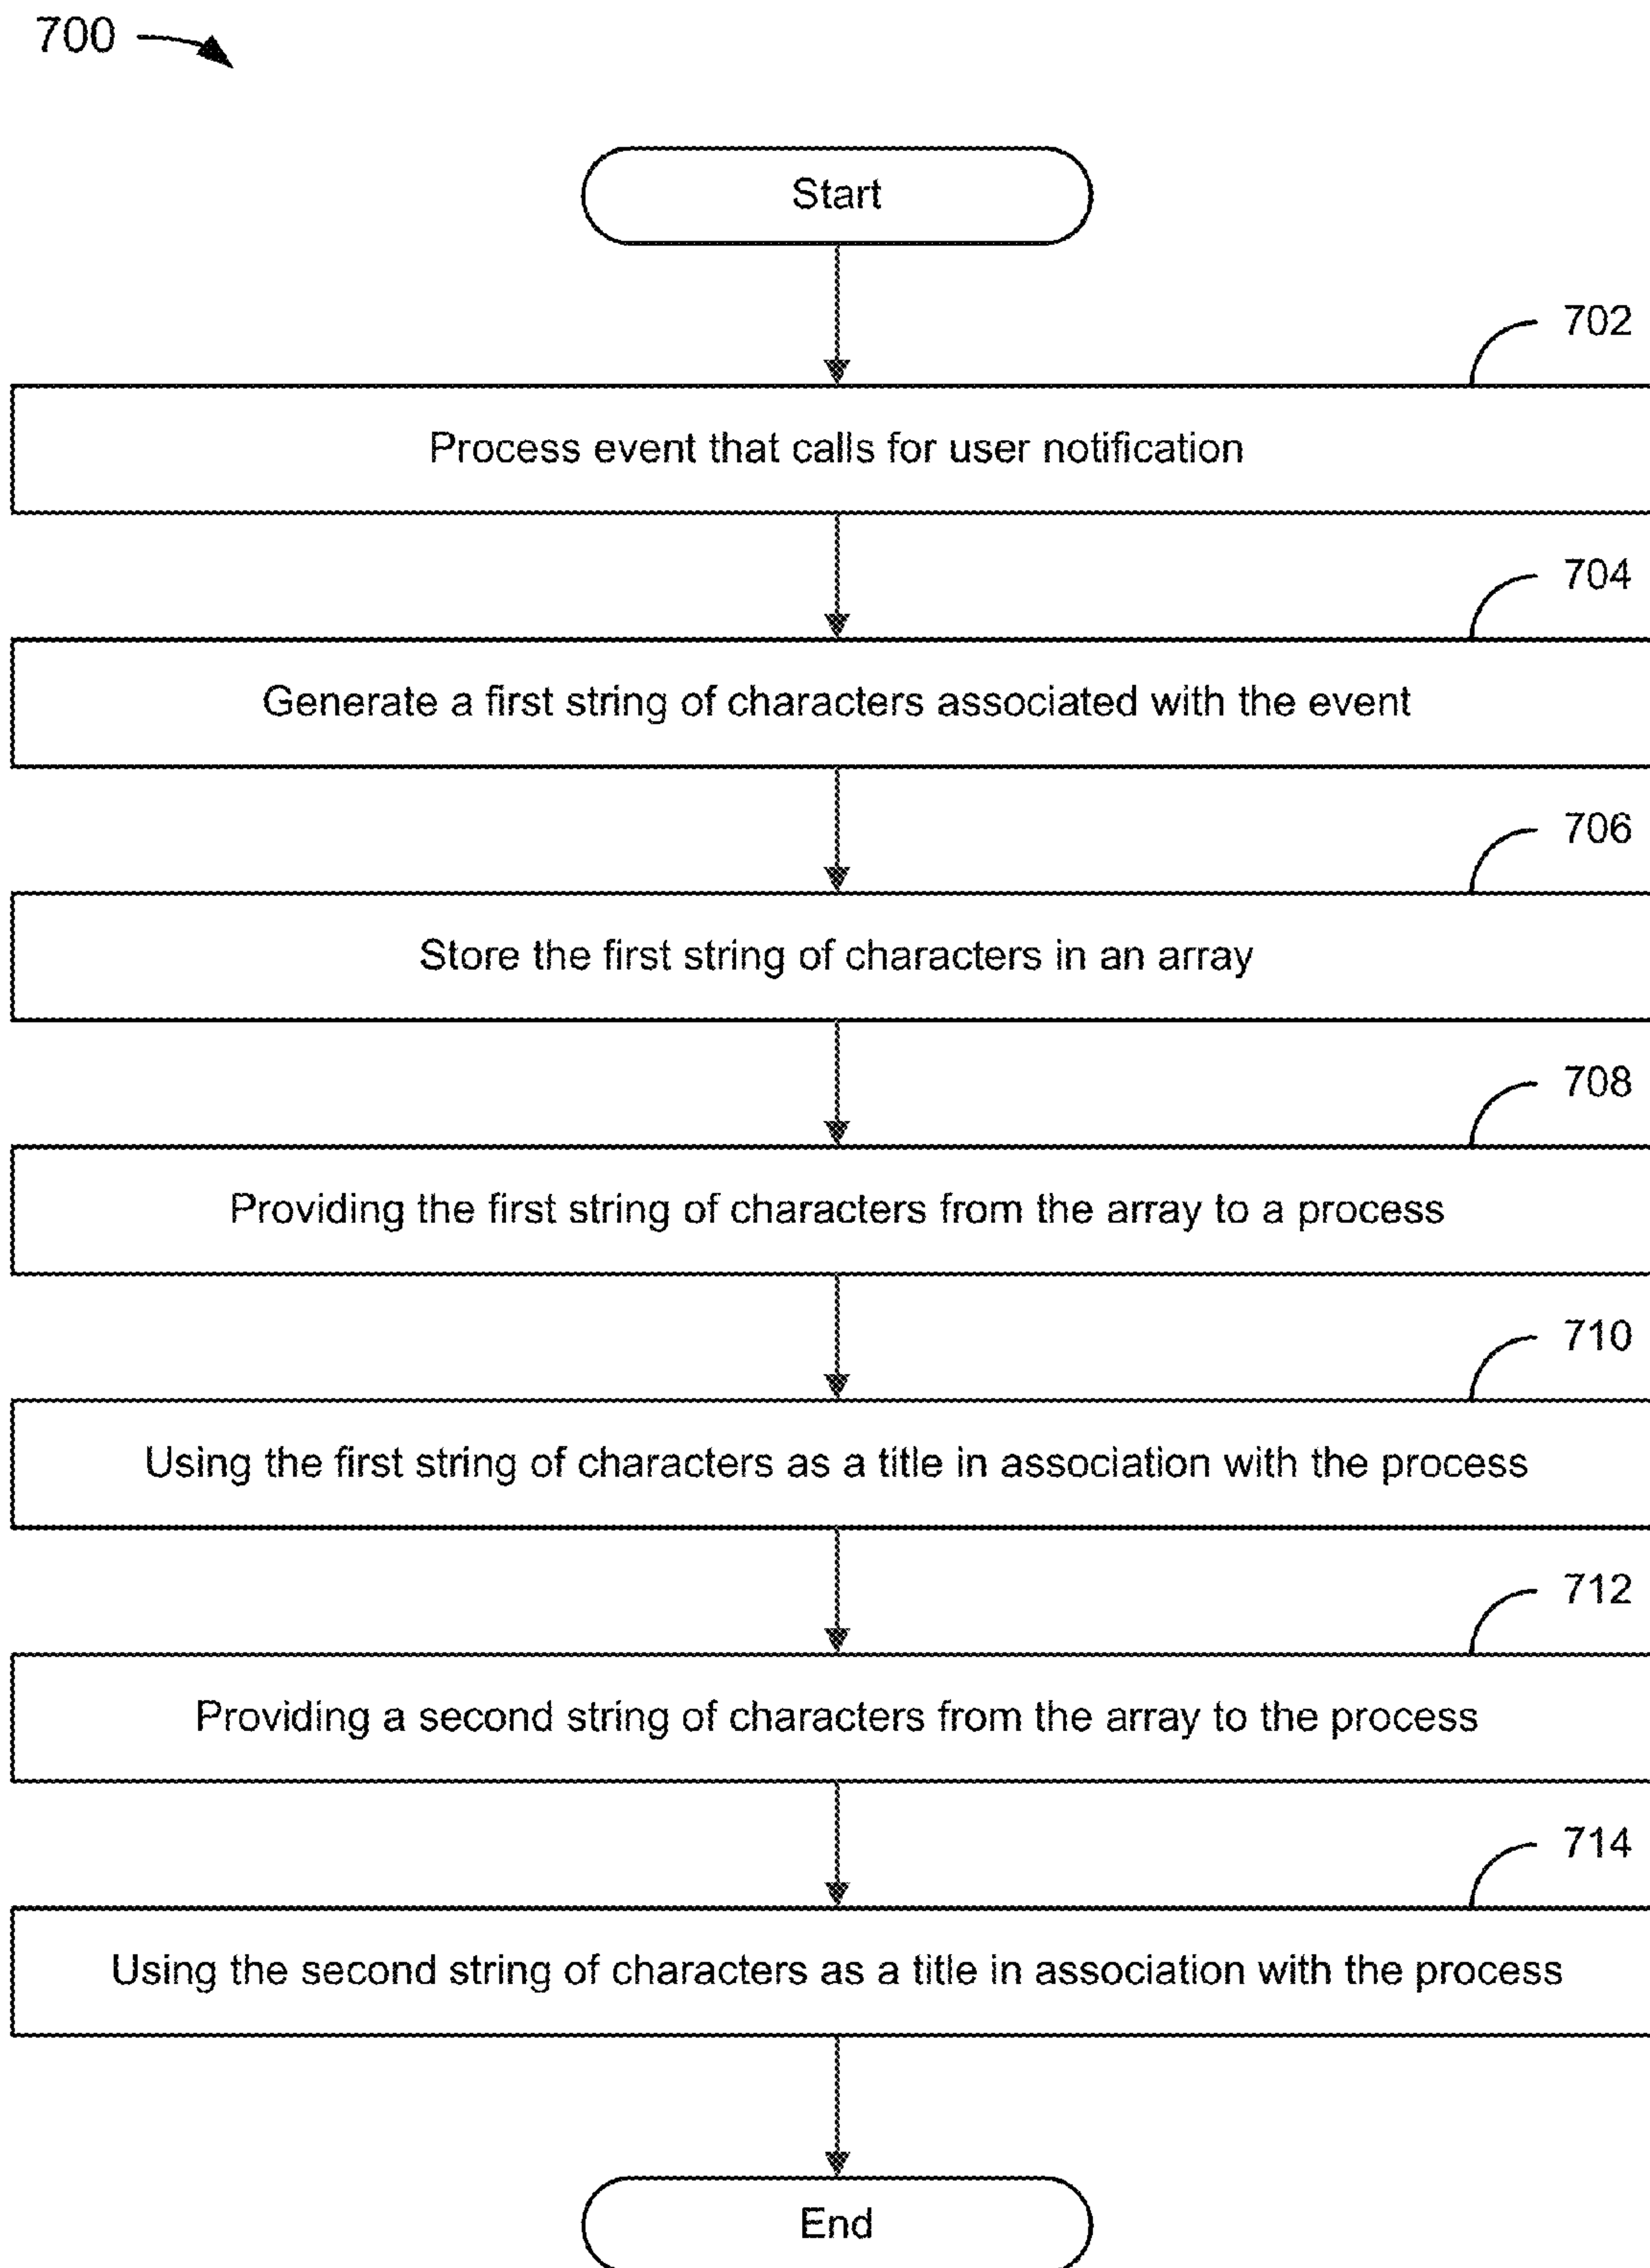 700
Start
702
Process event that calls for user notification
704
Generate a first string of characters associated with the event
706
Store the first string of characters in an array
708
Providing the first string of characters from the array to a process
710
Using the first string of characters as a title in association with the process
712
Providing a second string of characters from the array to the process
714
Using the second string of characters as a title in association with the process
End